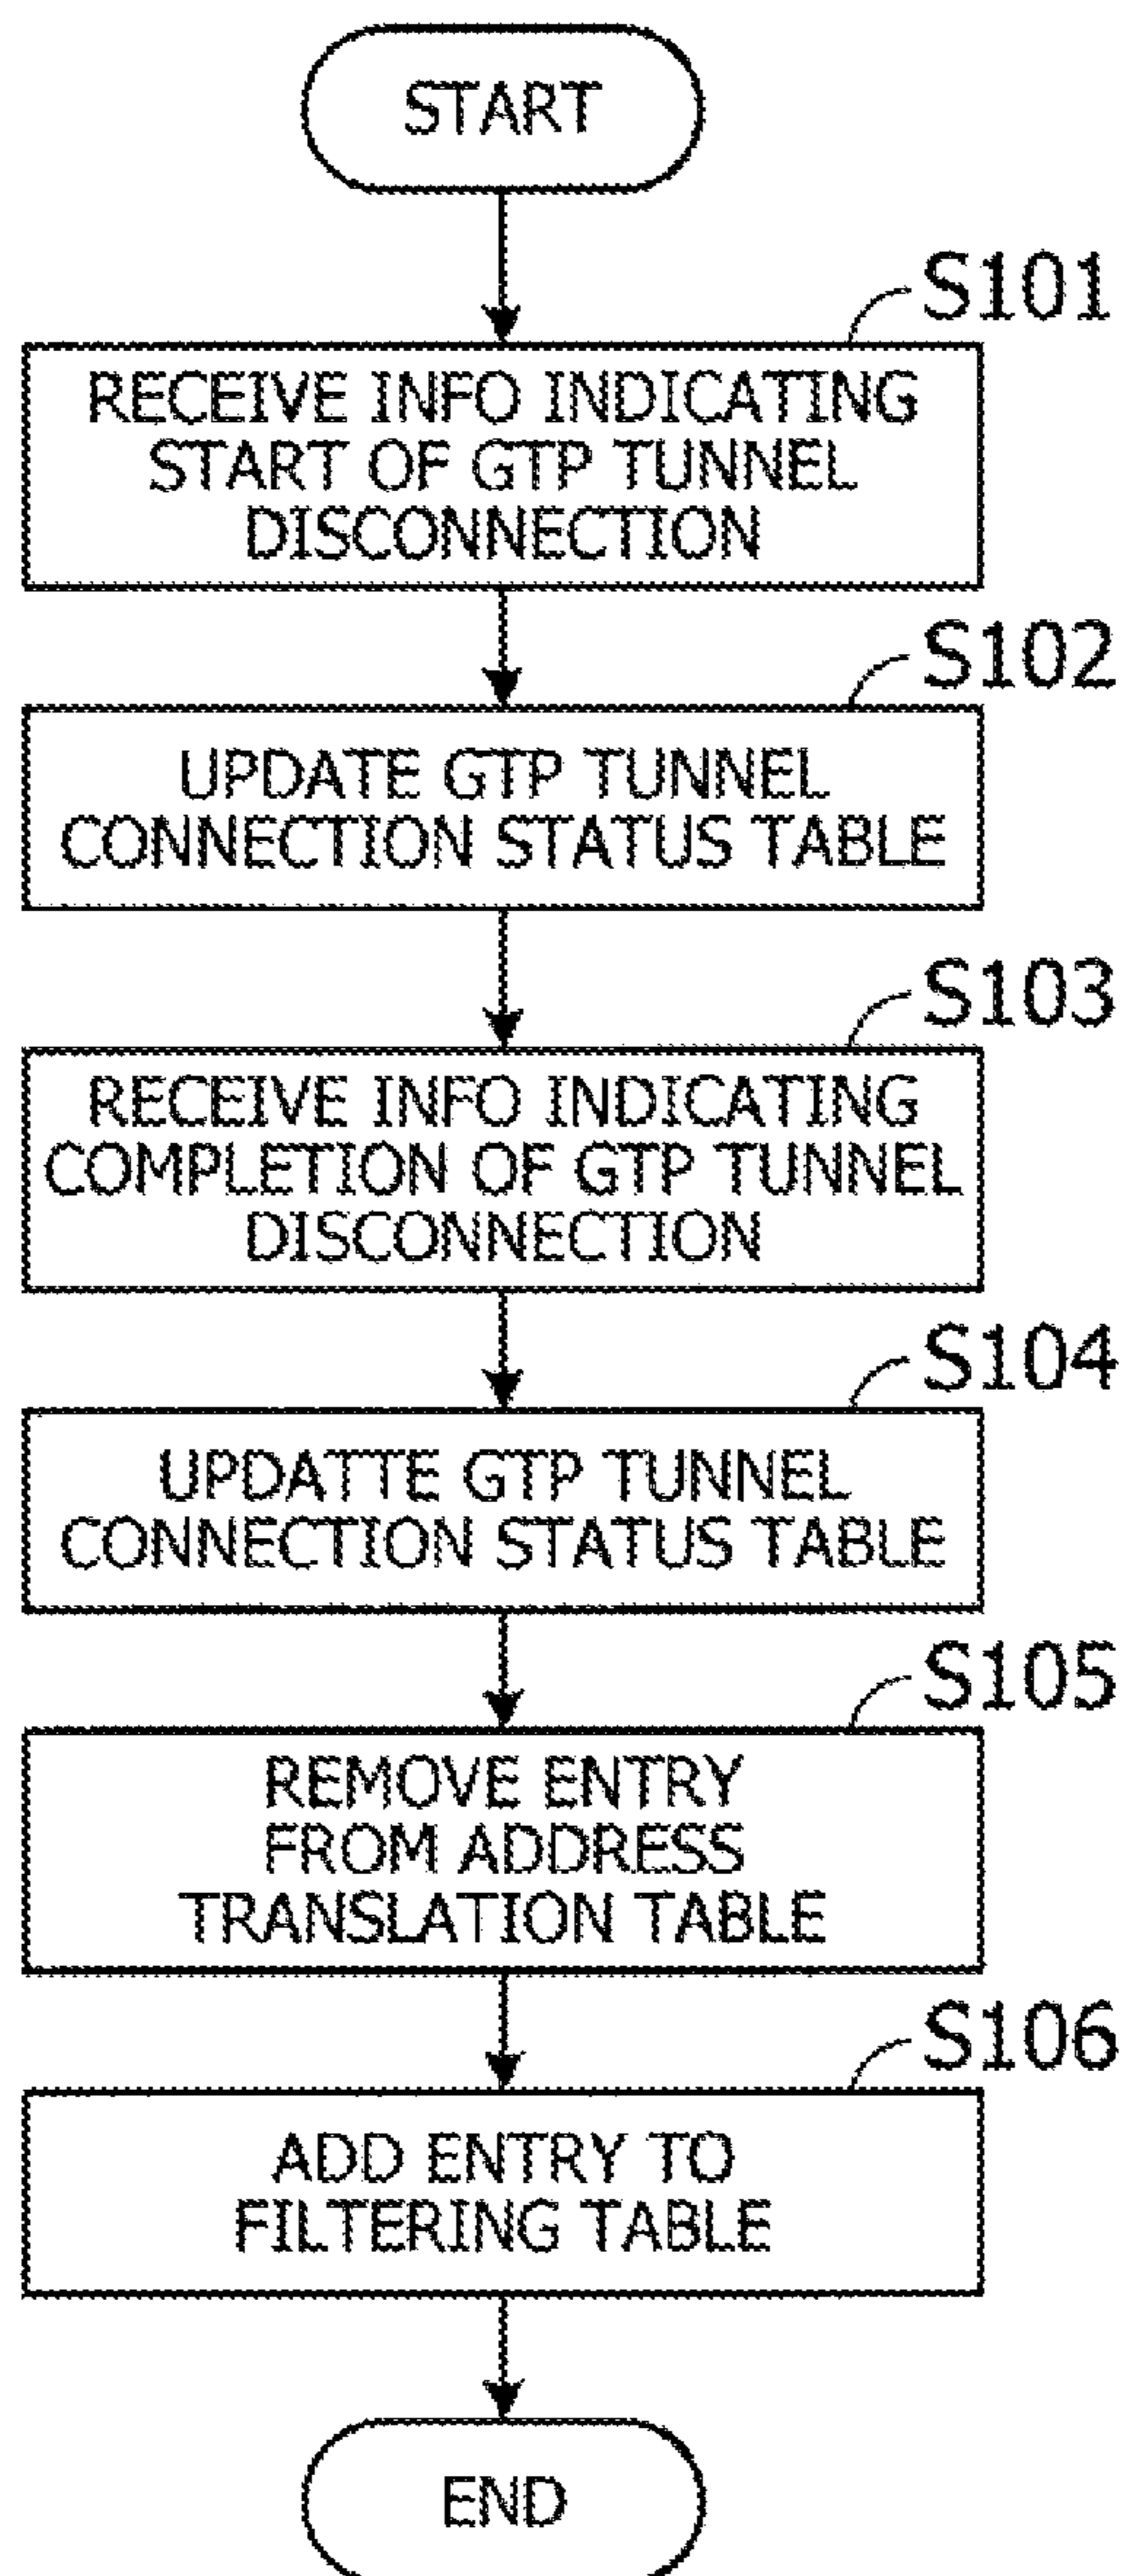 START
S101
RECEIVE INFO INDICATING
START OF GTP TUNNEL
DISCONNECTION
S102
UPDATE GTP TUNNEL
CONNECTION STATUS TABLE
S103
RECEIVE INFO INDICATING
COMPLETION OF GTP TUNNEL
DISCONNECTION
S104
UPDATTE GTP TUNNEL
CONNECTION STATUS TABLE
S105
REMOVE ENTRY
FROM ADDRESS
TRANSLATION TABLE
S106
ADD ENTRY TO
FILTERING TABLE
END